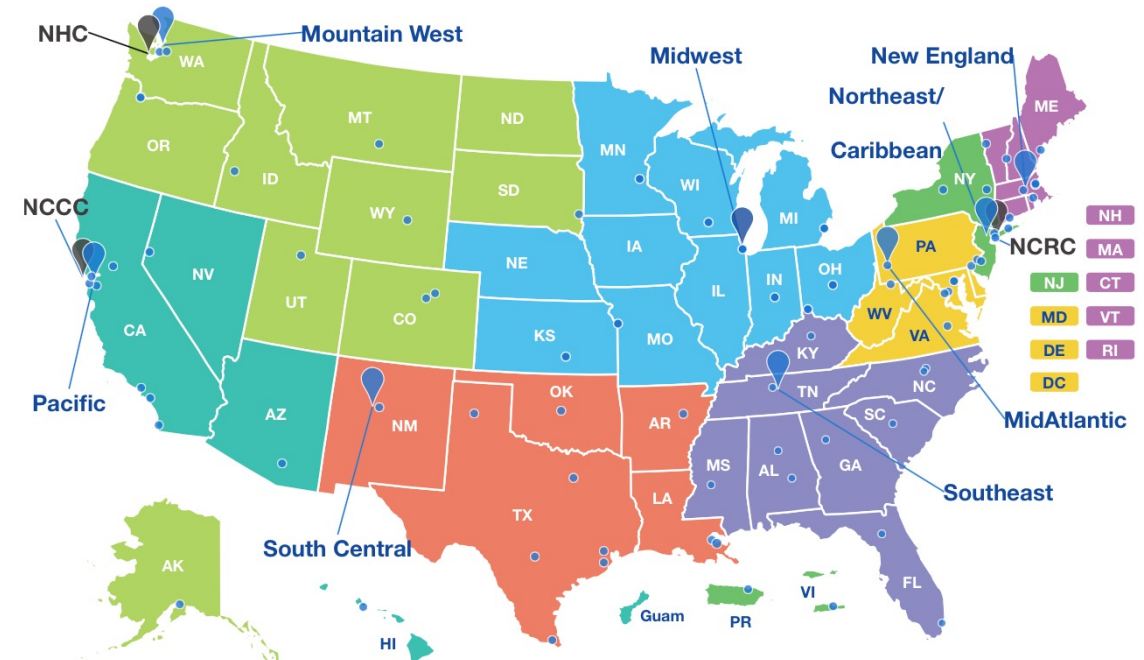 NHC
Mountain West
WA
Midwest
New England
Northeast/
Caribbean
ME
MT
ND
OR
MN
ID
SD
WI
MI
NY
NCCC
WY
NH
NCRC
MA
NV
NE
IA
PA
UT
IL
IN
OH
NJ
CT
CO
WV
MD
VT
CA
KS
MO
VA
KY
DE
RI
Pacific
OK
TN
NC
DC
AZ
NM
AR
SC
MidAtlantic
MS
AL
GA
LA
Southeast
TX
South Central
AK
FL
HI
Guam
PR
VI